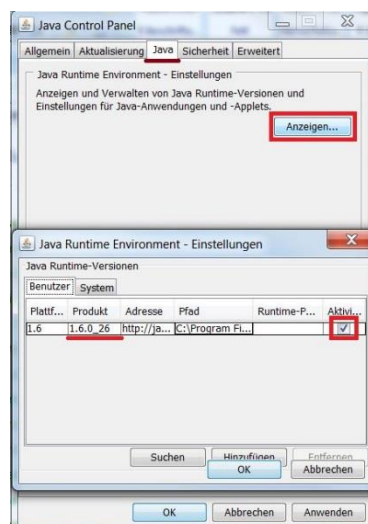 Java Control Panel
Allgemein Aktualisierung Java Sicherheit Erweitert
Java Runtime Environment - Einstellungen
Anzeigen und Verwalten von Java Runtime-Versionen und
Einstellungen für Java-Anwendungen und -Applets.
Anzeigen...
Java Runtime Environment - Einstellungen
Java Runtime-Versionen
Benutzer System
Plattf... Produkt Adresse Pfad Runtime-P... Aktivi...
1.6 1.6.0_26 http://ja... C:\Program Fi...
Suchen Hinzufügen Entfernen
OK Abbrechen
OK Abbrechen Anwenden